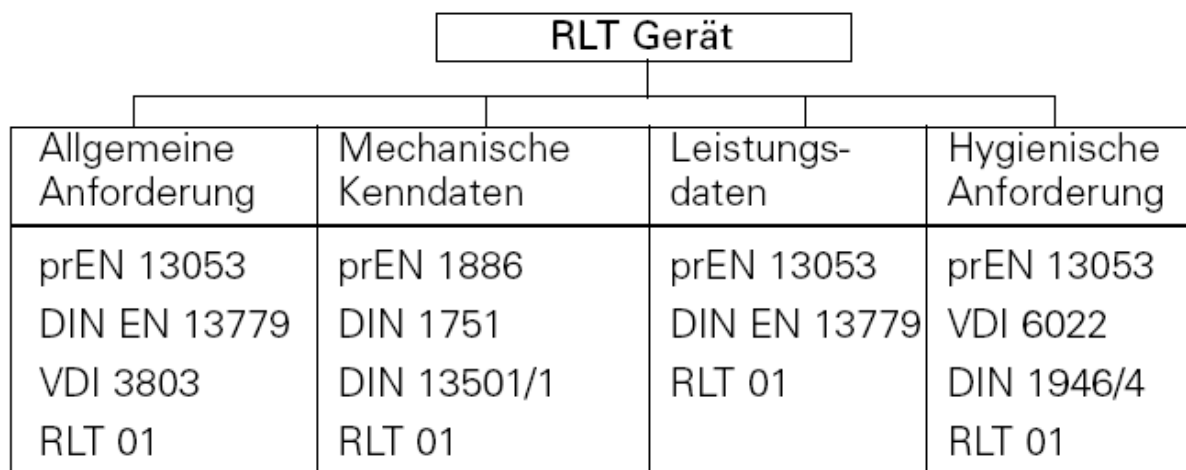 RLT Gerät
Allgemeine
Anforderung
prEN 13053
DIN EN 13779
VDI 3803
RLT 01
Mechanische
Kenndaten
prEN 1886
DIN 1751
DIN 13501/1
RLT 01
Leistungs-
daten
prEN 13053
DIN EN 13779
RLT 01
Hygienische
Anforderung
prEN 13053
VDI 6022
DIN 1946/4
RLT 01